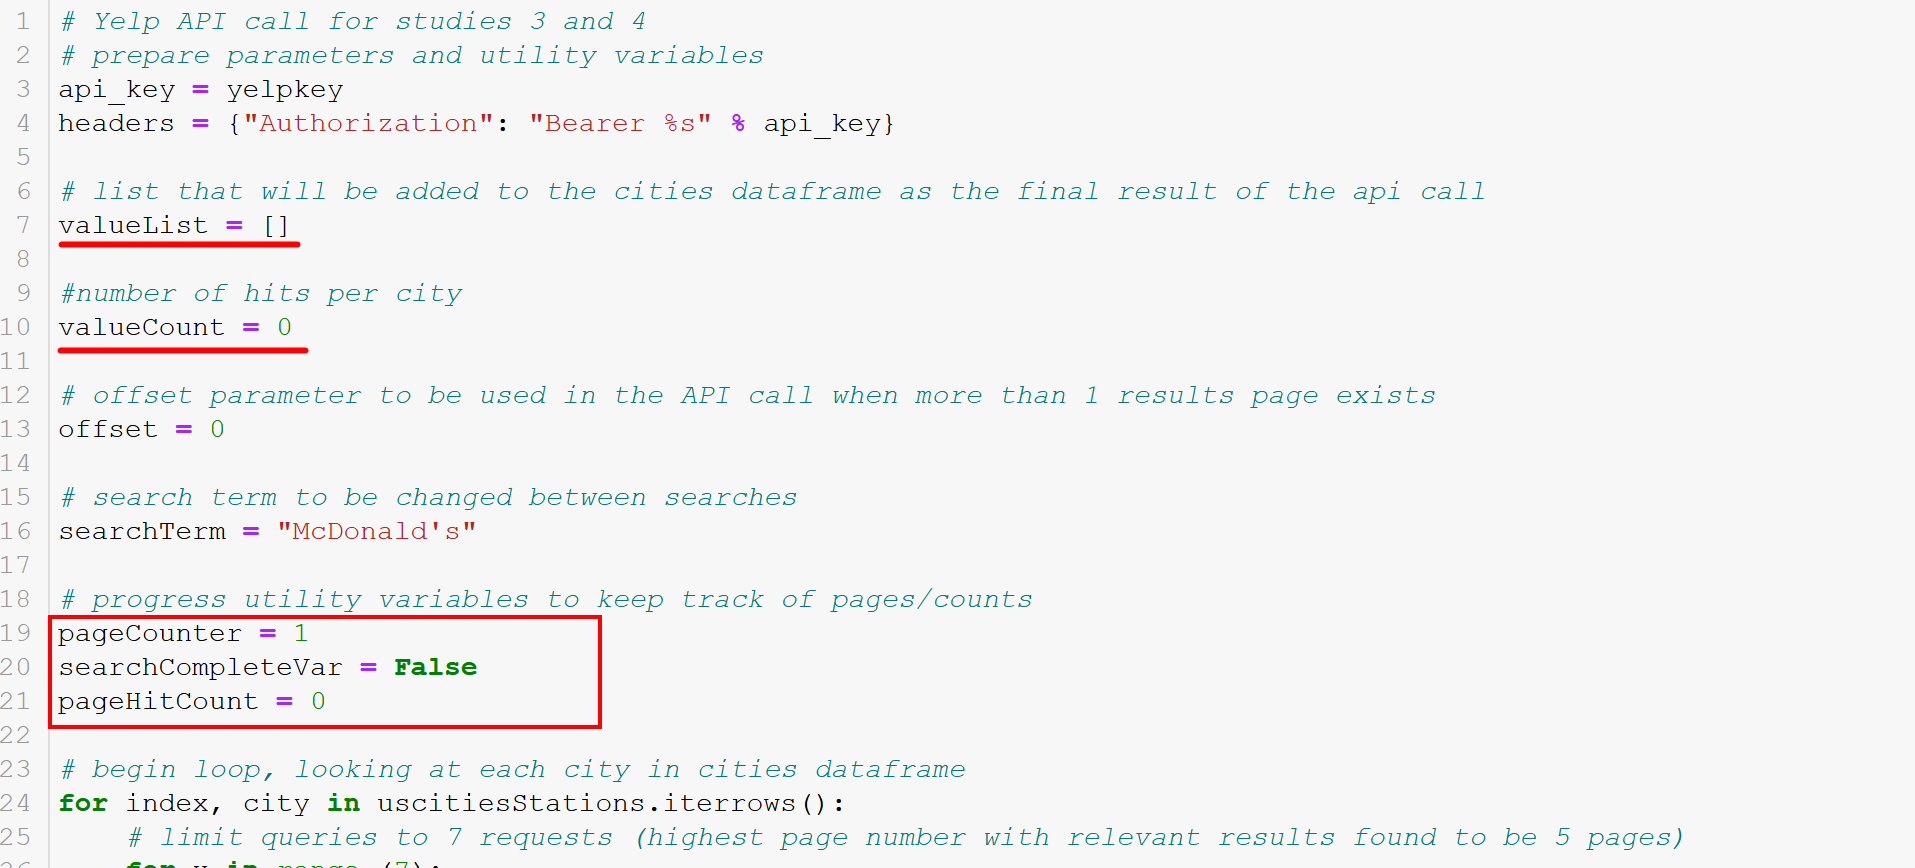 1 # Yelp API call for studies 3 and 4
2 # prepare parameters and utility variables
3 api_key = yelpkey
4 headers = {"Authorization": "Bearer %s" % api_key}
5
6 # list that will be added to the cities dataframe as the final result of the api call
7 valueList = []
8
9 #number of hits per city
10 valueCount = 0
11
12 # offset parameter to be used in the API call when more than 1 results page exists
13 offset = 0
14
15 # search term to be changed between searches
16 searchTerm = "McDonald's"
17
18 # progress utility variables to keep track of pages/counts
19 pageCounter = 1
20 searchCompleteVar = False
21 pageHitCount = 0
22
23 # begin loop, looking at each city in cities dataframe
24 for index, city in uscitiesStations.iterrows():
25 # limit queries to 7 requests (highest page number with relevant results found to be 5 pages)
26 for in range (7):